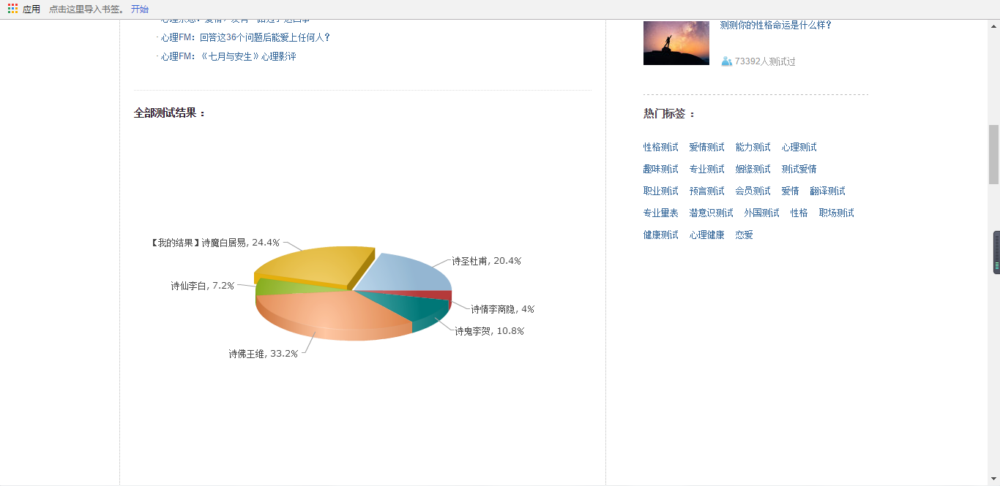 应用 点击这里导入书签。 开始
· 心理FM：回答这36个问题后能爱上任何人？
· 心理FM：《七月与安生》心理影评
全部测试结果：
【我的结果】诗魔白居易, 24.4%
诗圣杜甫, 20.4%
诗仙李白, 7.2%
诗情李商隐, 4%
诗鬼李贺, 10.8%
诗佛王维, 33.2%
测测你的性格命运是什么样？
73392人测试过
热门标签：
性格测试 爱情测试 能力测试 心理测试
趣味测试 专业测试 姻缘测试 测试爱情
职业测试 预言测试 会员测试 爱情 翻译测试
专业量表 潜意识测试 外国测试 性格 职场测试
健康测试 心理健康 恋爱